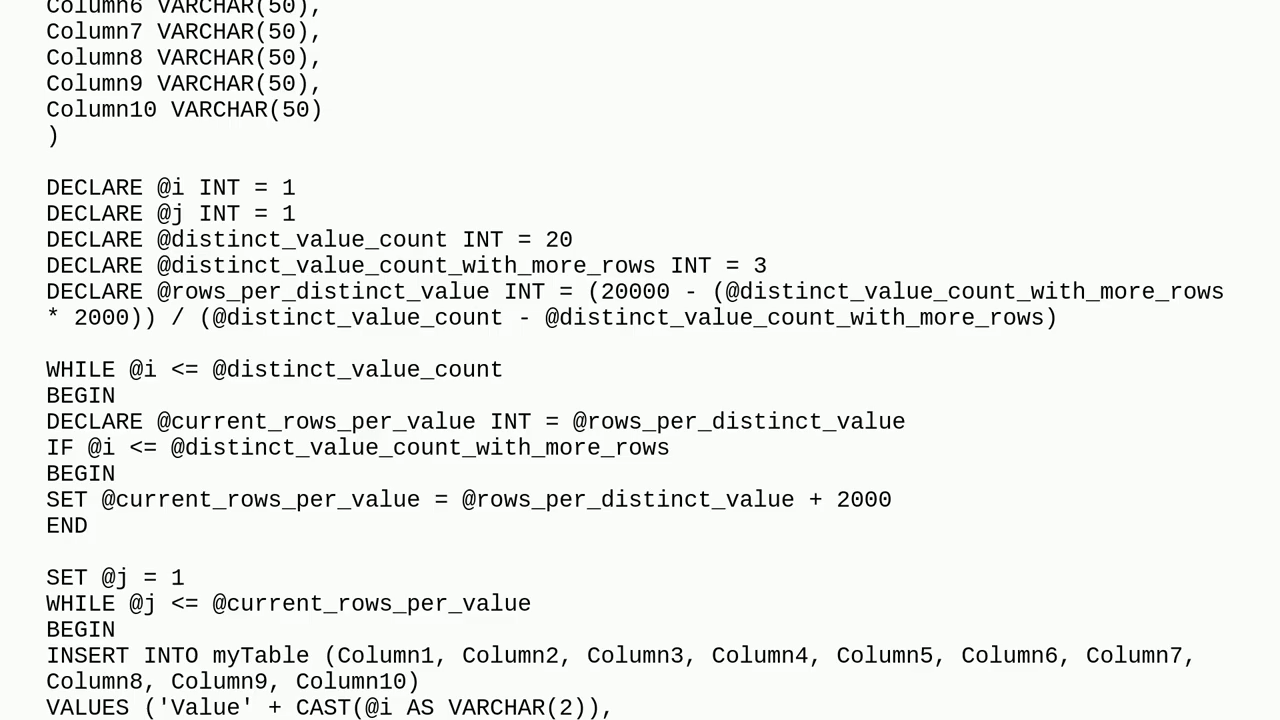 Column6 VARCHAR(50),
Column7 VARCHAR(50),
Column8 VARCHAR(50),
Column9 VARCHAR(50),
Column10 VARCHAR(50)
)
DECLARE @i INT = 1
DECLARE @j INT = 1
DECLARE @distinct_value_count INT = 20
DECLARE @distinct_value_count_with_more_rows INT = 3
DECLARE @rows_per_distinct_value INT = (20000 - (@distinct_value_count_with_more_rows
* 2000)) / (@distinct_value_count - @distinct_value_count_with_more_rows)
WHILE @i <= @distinct_value_count
BEGIN
DECLARE @current_rows_per_value INT = @rows_per_distinct_value
IF @i <= @distinct_value_count_with_more_rows
BEGIN
SET @current_rows_per_value = @rows_per_distinct_value + 2000
END
SET @j = 1
WHILE @j <= @current_rows_per_value
BEGIN
INSERT INTO myTable (Column1, Column2, Column3, Column4, Column5, Column6, Column7,
Column8, Column9, Column10)
VALUES ('Value' + CAST(@i AS VARCHAR(2)),